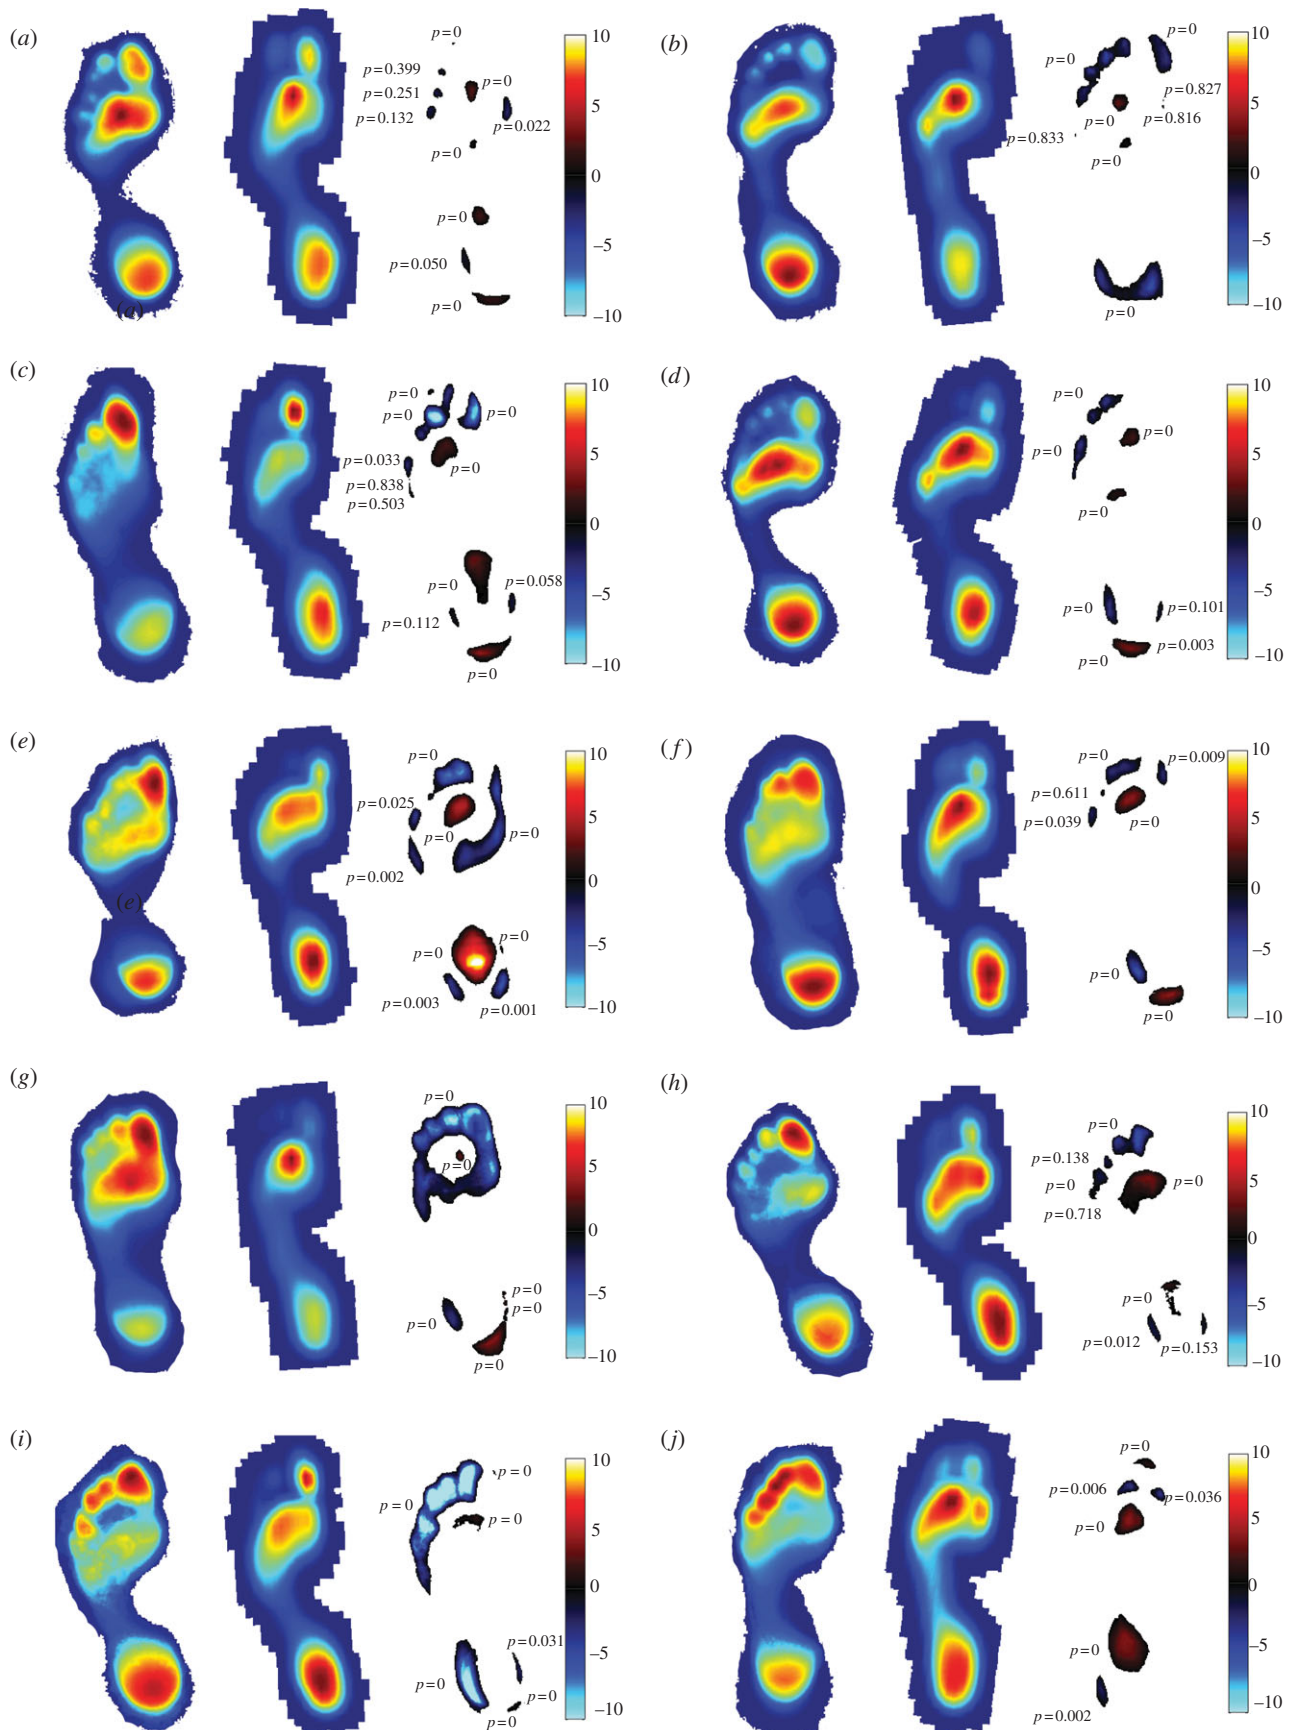 (a)
p=0
p=0.399
p=0.251
p=0.132
p=0
p=0.022
p=0
p=0
p=0.050
p=0
(a)
10
5
0
−5
−10
(b)
p=0
p=0
p=0.827
p=0.816
p=0
p=0.833
p=0
p=0
10
5
0
−5
−10
(c)
p=0
p=0
p=0
p=0.033
p=0
p=0.838
p=0.503
p=0.058
p=0
p=0.112
p=0
10
5
0
−5
−10
(d)
p=0
p=0
p=0
p=0
p=0
p=0.101
p=0.003
10
5
0
−5
−10
(e)
p=0
p=0.025
p=0
p=0
p=0.002
(e)
p=0
p=0
p=0.003
p=0.001
10
5
0
−5
−10
(f)
p=0
p=0.009
p=0.611
p=0.039
p=0
p=0
p=0
10
5
0
−5
−10
(g)
p=0
p=0
p=0
p=0
p=0
p=0
10
5
0
−5
−10
(h)
p=0
p=0.138
p=0
p=0
p=0.718
p=0
p=0.012
p=0.153
10
5
0
−5
−10
(i)
p=0
p=0
p=0
p=0.031
p=0
p=0
p=0
10
5
0
−5
−10
(j)
p=0
p=0.006
p=0.036
p=0
p=0
p=0.002
10
5
0
−5
−10